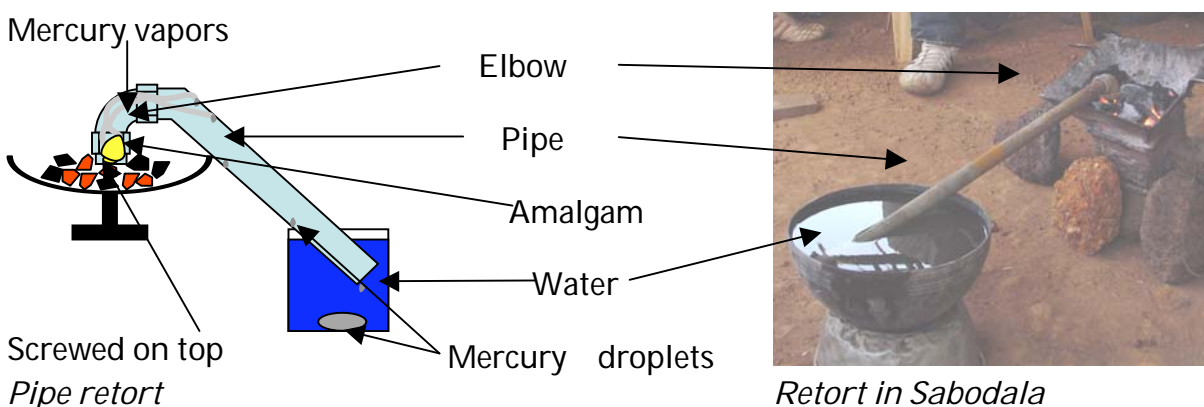 Mercury vapors
Elbow
Pipe
Amalgam
Water
Screwed on top
Mercury droplets
Pipe retort
Retort in Sabodala